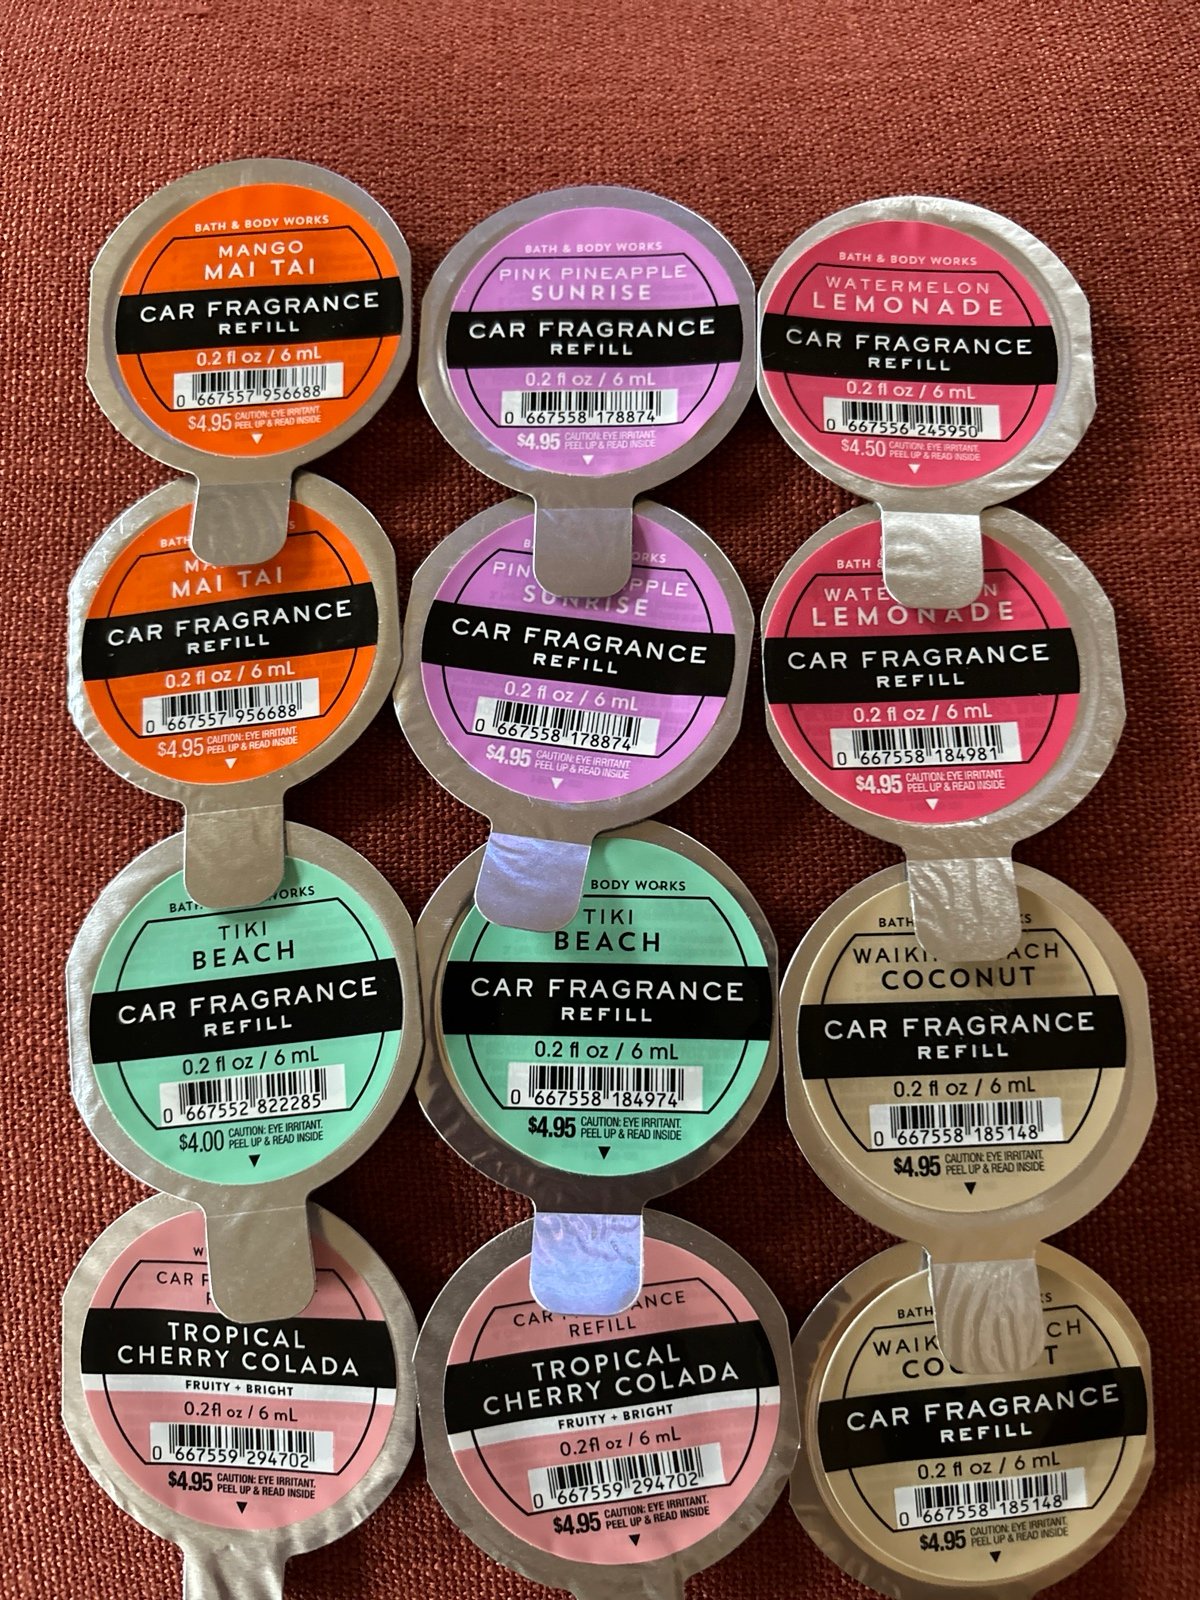 BATH & BODY WORKS
MANGO
MAI TAI
CAR FRAGRANCE
REFILL
0.2 fl oz / 6 mL
0 667557 956688
$4.95 CAUTION: EYE IRRITANT.
PEEL UP & READ INSIDE
BATH & BODY WORKS
PINK PINEAPPLE
SUNRISE
CAR FRAGRANCE
REFILL
0.2 fl oz / 6 mL
0 667558 178874
$4.95 CAUTION: EYE IRRITANT.
PEEL UP & READ INSIDE
BATH & BODY WORKS
WATERMELON
LEMONADE
CAR FRAGRANCE
REFILL
0.2 fl oz / 6 mL
0 667556 245950
$4.50 CAUTION: EYE IRRITANT.
PEEL UP & READ INSIDE
MAI TAI
CAR FRAGRANCE
REFILL
0.2 fl oz / 6 mL
0 667557 956688
$4.95 CAUTION: EYE IRRITANT.
PEEL UP & READ INSIDE
SUNRISE
CAR FRAGRANCE
REFILL
0.2 fl oz / 6 mL
0 667558 178874
$4.95 CAUTION: EYE IRRITANT.
PEEL UP & READ INSIDE
BATH &
LEMONADE
CAR FRAGRANCE
REFILL
0.2 fl oz / 6 mL
0 667558 184981
$4.95 CAUTION: EYE IRRITANT.
PEEL UP & READ INSIDE
TIKI
BEACH
CAR FRAGRANCE
REFILL
0.2 fl oz / 6 mL
0 667552 822285
$4.00 CAUTION: EYE IRRITANT.
PEEL UP & READ INSIDE
BODY WORKS
TIKI
BEACH
CAR FRAGRANCE
REFILL
0.2 fl oz / 6 mL
0 667558 184974
$4.95 CAUTION: EYE IRRITANT.
PEEL UP & READ INSIDE
BATH
COCONUT
CAR FRAGRANCE
REFILL
0.2 fl oz / 6 mL
0 667558 185148
$4.95 CAUTION: EYE IRRITANT.
PEEL UP & READ INSIDE
CAR
TROPICAL
CHERRY COLADA
FRUITY + BRIGHT
0.2fl oz / 6 mL
0 667559 294702
$4.95 CAUTION: EYE IRRITANT.
PEEL UP & READ INSIDE
CAR
REFILL
TROPICAL
CHERRY COLADA
FRUITY + BRIGHT
0.2fl oz / 6 mL
0 667559 294702
$4.95 CAUTION: EYE IRRITANT.
PEEL UP & READ INSIDE
BATH
CAR FRAGRANCE
REFILL
0.2 fl oz / 6 mL
0 667558 185148
$4.95 CAUTION: EYE IRRITANT.
PEEL UP & READ INSIDE